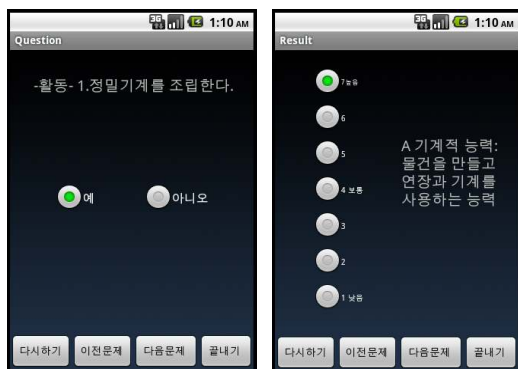 3G 1:10 AM
Question
-활동- 1.정밀기계를 조립한다.
예 아니오
다시하기 이전문제 다음문제 끝내기
3G 1:10 AM
Result
7높음
6
5
4 보통
3
2
1 낮음
A 기계적 능력:
물건을 만들고
연장과 기계를
사용하는 능력
다시하기 이전문제 다음문제 끝내기